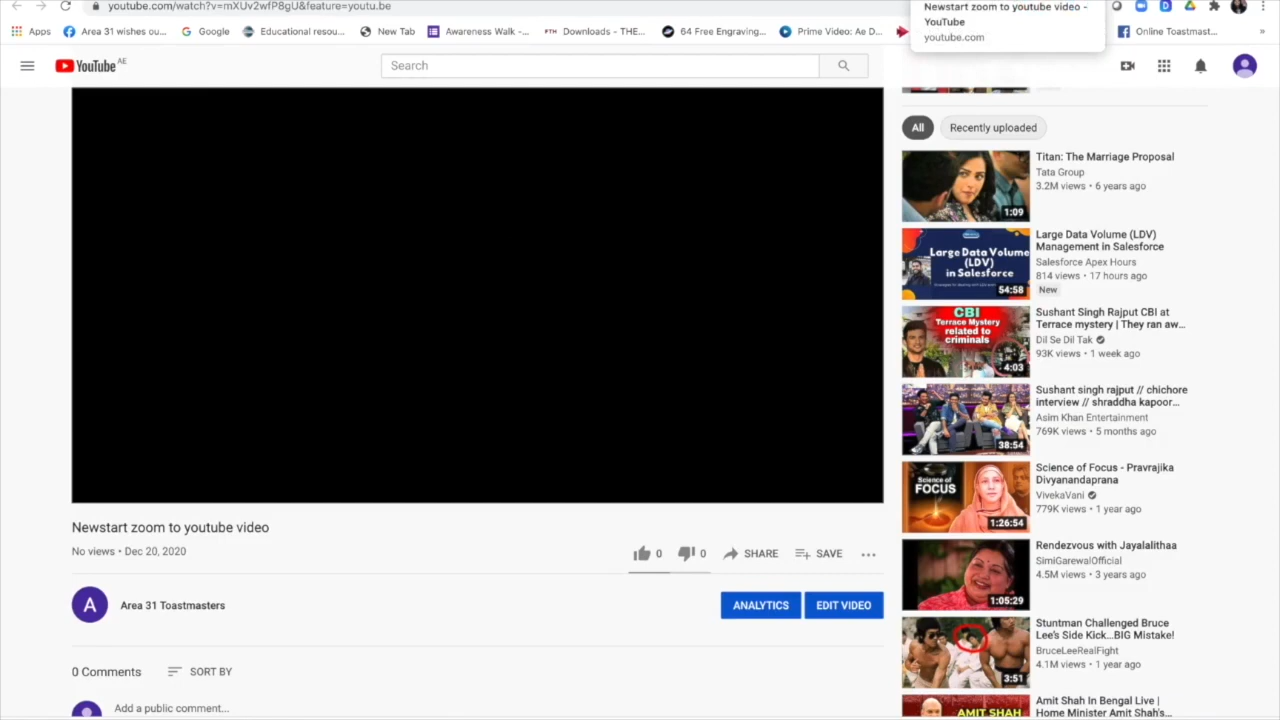 youtube.com/watch?v=mXUv2wfP8gU&feature=youtu.be
Newstart zoom to youtube video -
YouTube
youtube.com
Apps
Area 31 wishes ou...
Google
Educational resou...
New Tab
Awareness Walk -...
FTH Downloads - THE...
64 Free Engraving...
Prime Video: Ae D...
Online Toastmast...
»
YouTube AE
Search
All
Recently uploaded
1:09
Titan: The Marriage Proposal
Tata Group
3.2M views • 6 years ago
Large Data Volume
(LDV)
in Salesforce
54:58
Large Data Volume (LDV)
Management in Salesforce
Salesforce Apex Hours
814 views • 17 hours ago
New
CBI
Terrace Mystery
related to
criminals
4:03
Sushant Singh Rajput CBI at
Terrace mystery | They ran aw...
Dil Se Dil Tak
93K views • 1 week ago
38:54
Sushant singh rajput // chichore
interview // shraddha kapoor...
Asim Khan Entertainment
769K views • 5 months ago
Science of
FOCUS
1:26:54
Science of Focus - Pravrajika
Divyanandaprana
VivekaVani
779K views • 1 year ago
1:05:29
Rendezvous with Jayalalithaa
SimiGarewalOfficial
4.5M views • 3 years ago
3:51
Stuntman Challenged Bruce
Lee's Side Kick...BIG Mistake!
BruceLeeRealFight
4.1M views • 1 year ago
AMIT SHAH
Amit Shah In Bengal Live |
Home Minister Amit Shah's...
Newstart zoom to youtube video
No views • Dec 20, 2020
0
0
SHARE
SAVE
A
Area 31 Toastmasters
ANALYTICS
EDIT VIDEO
0 Comments
SORT BY
Add a public comment...